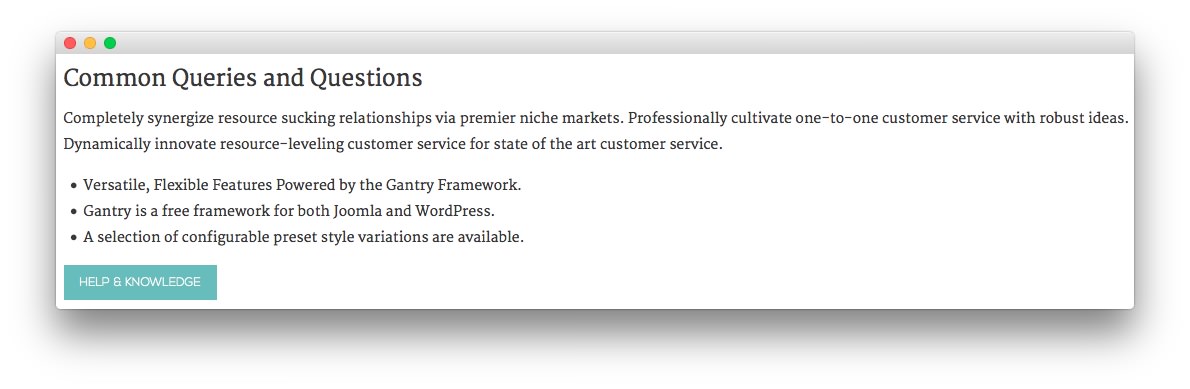 Common Queries and Questions
Completely synergize resource sucking relationships via premier niche markets. Professionally cultivate one-to-one customer service with robust ideas.
Dynamically innovate resource-leveling customer service for state of the art customer service.
• Versatile, Flexible Features Powered by the Gantry Framework.
• Gantry is a free framework for both Joomla and WordPress.
• A selection of configurable preset style variations are available.
HELP & KNOWLEDGE